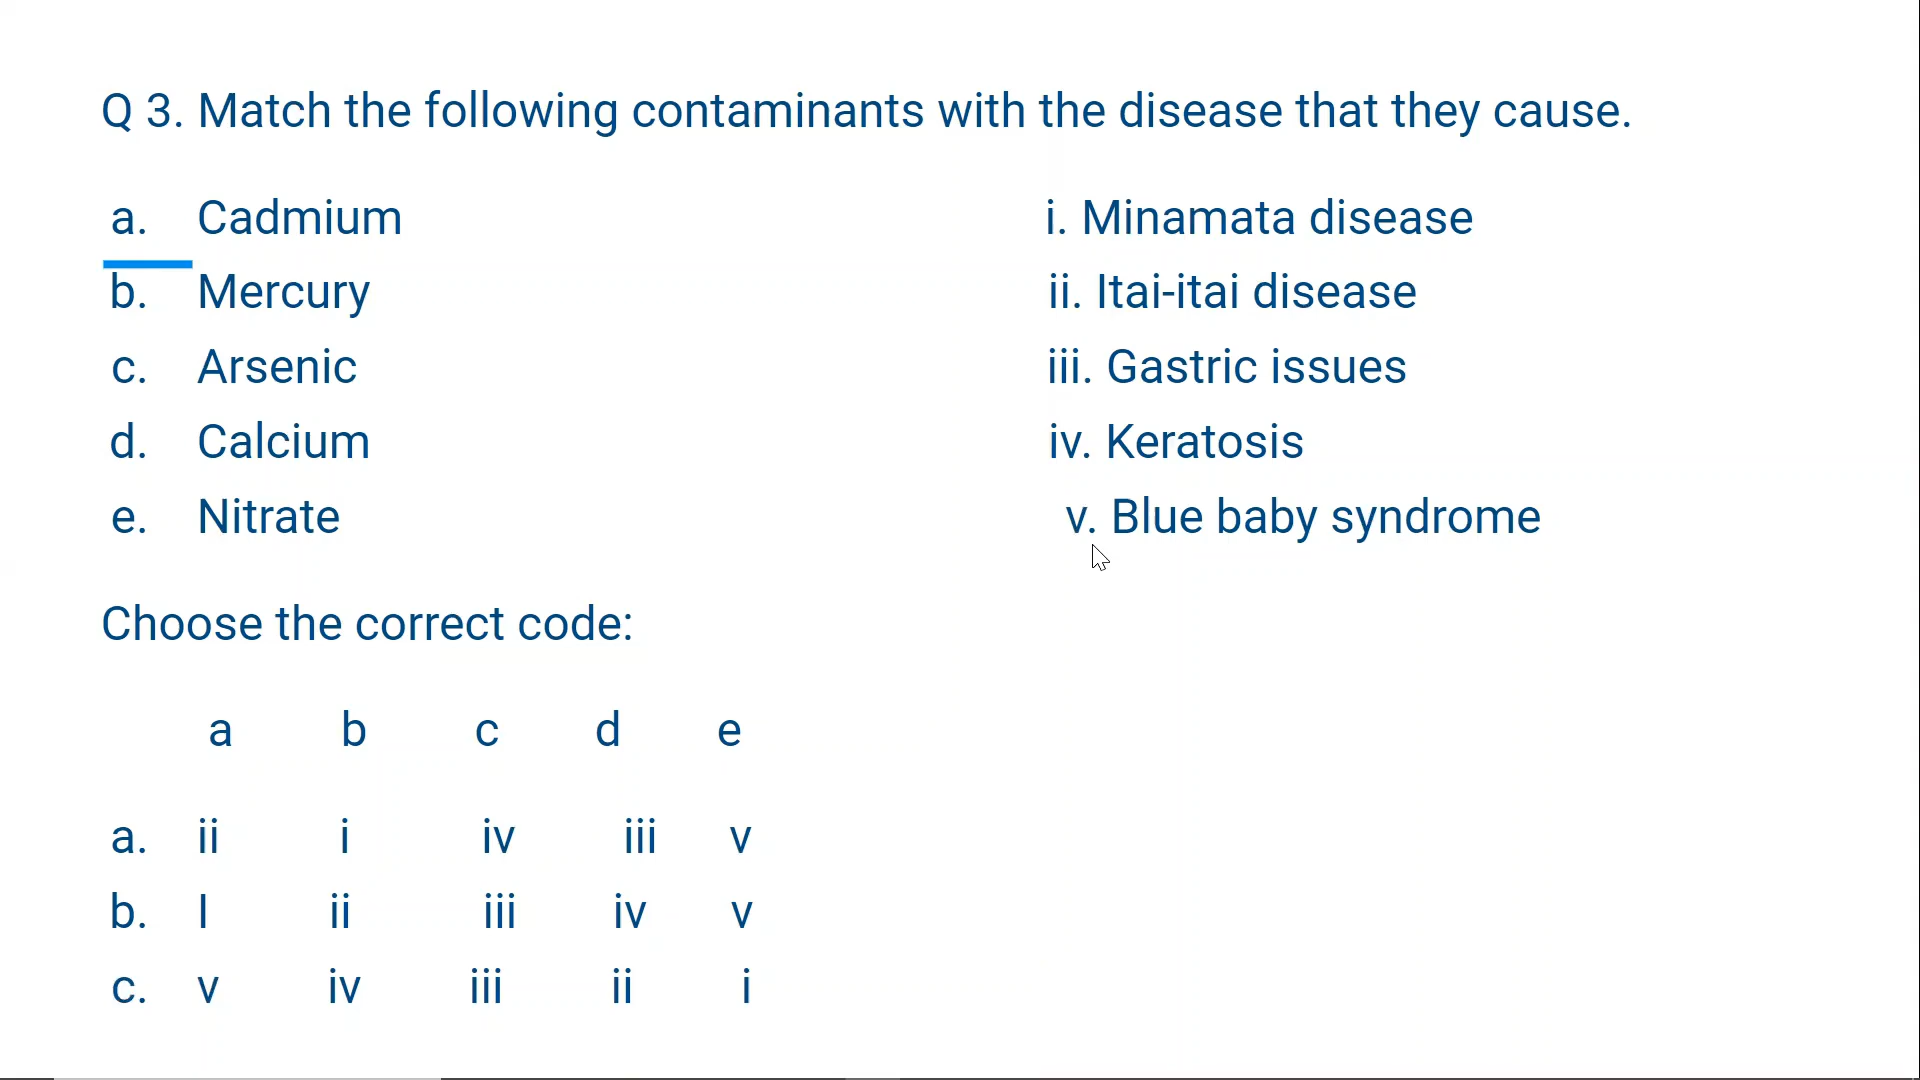 Q 3. Match the following contaminants with the disease that they cause.
a. Cadmium i. Minamata disease
b. Mercury ii. Itai-itai disease
c. Arsenic iii. Gastric issues
d. Calcium iv. Keratosis
e. Nitrate v. Blue baby syndrome
Choose the correct code:
a b c d e
a. ii i iv iii v
b. I ii iii iv v
c. v iv iii ii i